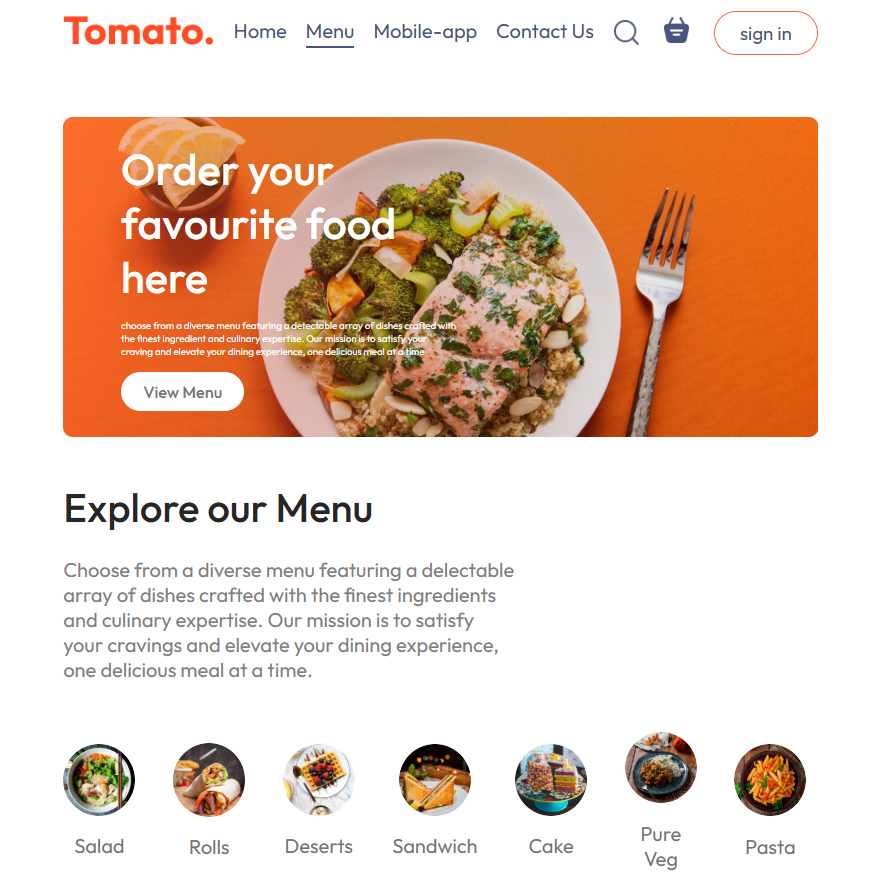 Tomato.
Home Menu Mobile-app Contact Us sign in
Order your
favourite food
here
choose from a diverse menu featuring a detectable array of dishes crafted with
the finest ingredient and culinary expertise. Our mission is to satisfy your
craving and elevate your dining experience, one delicious meal at a time
View Menu
Explore our Menu
Choose from a diverse menu featuring a delectable
array of dishes crafted with the finest ingredients
and culinary expertise. Our mission is to satisfy
your cravings and elevate your dining experience,
one delicious meal at a time.
Salad
Rolls
Deserts
Sandwich
Cake
Pure
Veg
Pasta